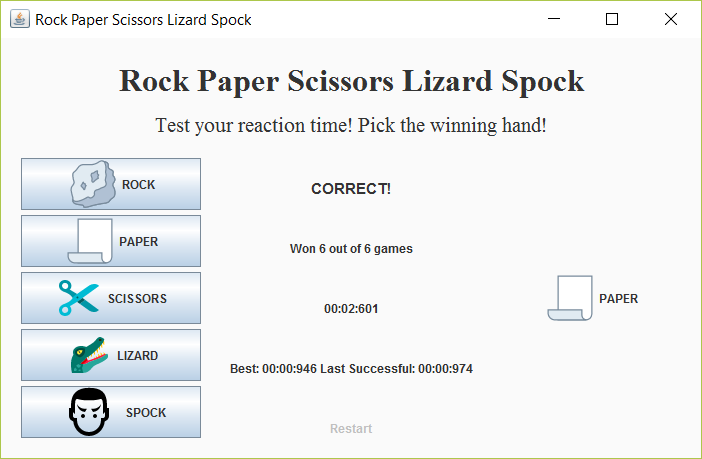 Rock Paper Scissors Lizard Spock
Rock Paper Scissors Lizard Spock
Test your reaction time! Pick the winning hand!
ROCK
PAPER
SCISSORS
LIZARD
SPOCK
CORRECT!
Won 6 out of 6 games
00:02:601
Best: 00:00:946 Last Successful: 00:00:974
Restart
PAPER